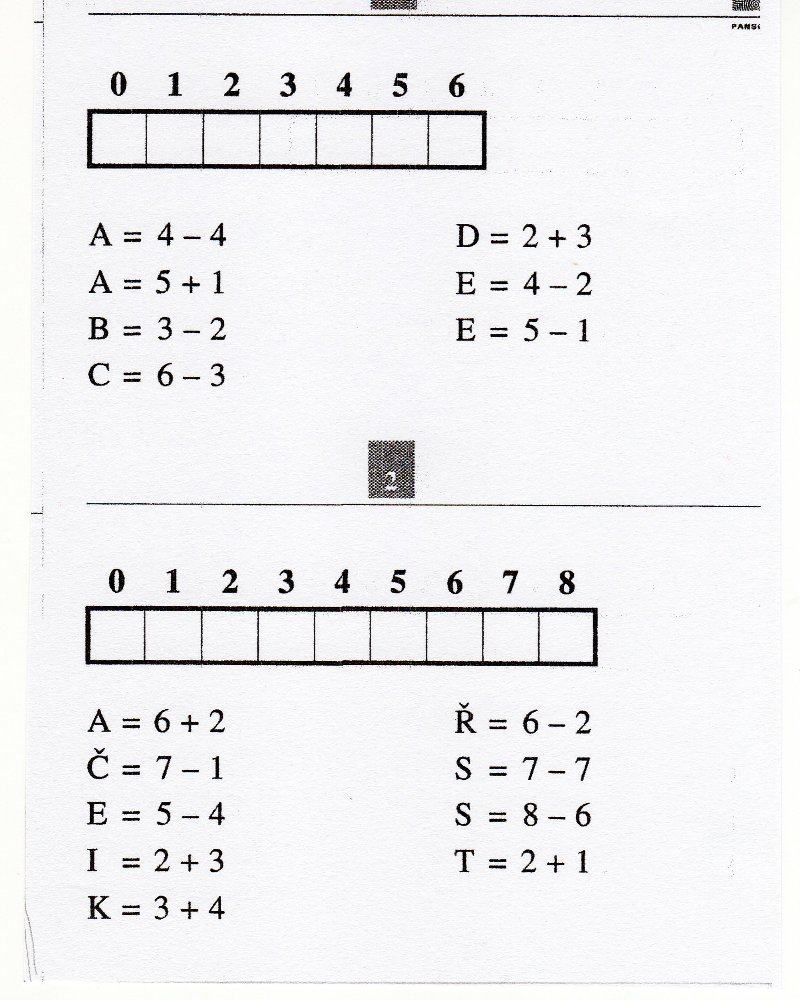 0 1 2 3 4 5 6
A = 4 – 4
A = 5 + 1
B = 3 – 2
C = 6 – 3
D = 2 + 3
E = 4 – 2
E = 5 – 1
2
0 1 2 3 4 5 6 7 8
A = 6 + 2
Č = 7 – 1
E = 5 – 4
I = 2 + 3
K = 3 + 4
Ř = 6 – 2
S = 7 – 7
S = 8 – 6
T = 2 + 1